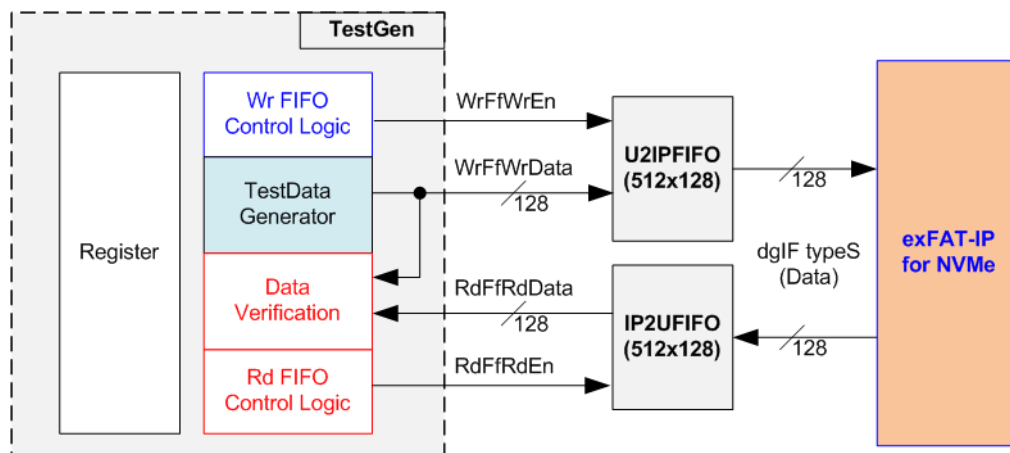 TestGen
Register
Wr FIFO
Control Logic
TestData
Generator
Data
Verification
Rd FIFO
Control Logic
WrFfWrEn
WrFfWrData
128
RdFfRdData
128
RdFfRdEn
U2IPFIFO
(512x128)
IP2UFIFO
(512x128)
128
dgIF typeS
(Data)
128
exFAT-IP
for NVMe